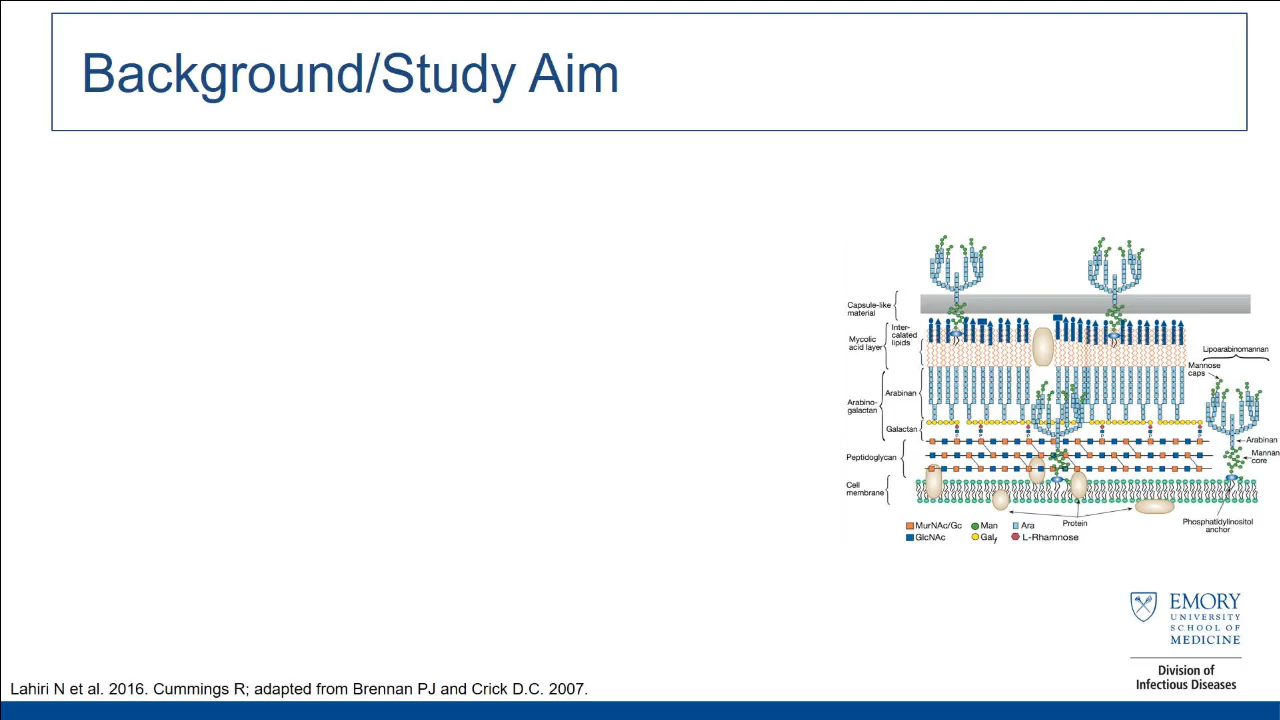 Background/Study Aim
Capsule-like
material
Inter-
calated
lipids
Mycolic
acid layer
Lipoarabinomannan
Mannose
caps
Arabinan
Arabino-
galactan
Galactan
Arabinan
Mannan
core
Peptidoglycan
Cell
membrane
Protein
Phosphatidylinositol
anchor
MurNAc/Gc
Man
Ara
GlcNAc
Galf
L-Rhamnose
EMORY
UNIVERSITY
SCHOOL OF
MEDICINE
Division of
Infectious Diseases
Lahiri N et al. 2016. Cummings R; adapted from Brennan PJ and Crick D.C. 2007.